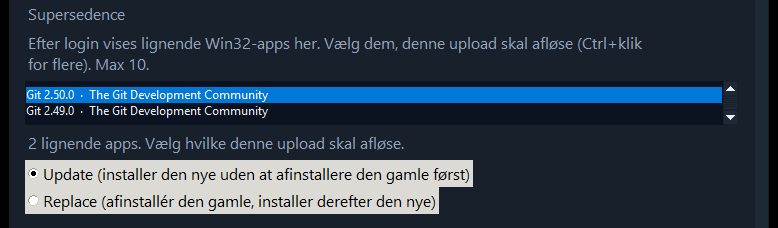 Supersedence
Efter login vises lignende Win32-apps her. Vælg dem, denne upload skal afløse (Ctrl+klik
for flere). Max 10.
Git 2.50.0 · The Git Development Community
Git 2.49.0 · The Git Development Community
2 lignende apps. Vælg hvilke denne upload skal afløse.
Update (installer den nye uden at afinstallere den gamle først)
Replace (afinstallér den gamle, installer derefter den nye)